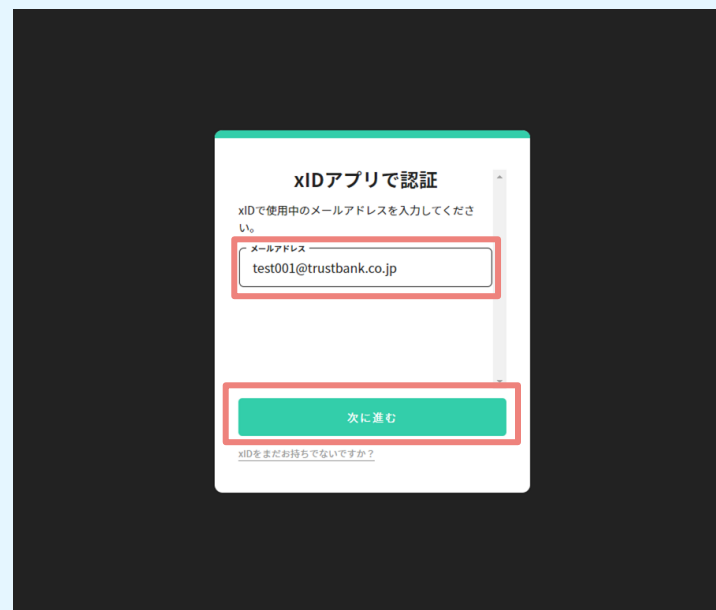 xIDアプリで認証
xIDで使用中のメールアドレスを入力してくださ
い。
メールアドレス
test001@trustbank.co.jp
次に進む
xIDをまだお持ちでないですか？